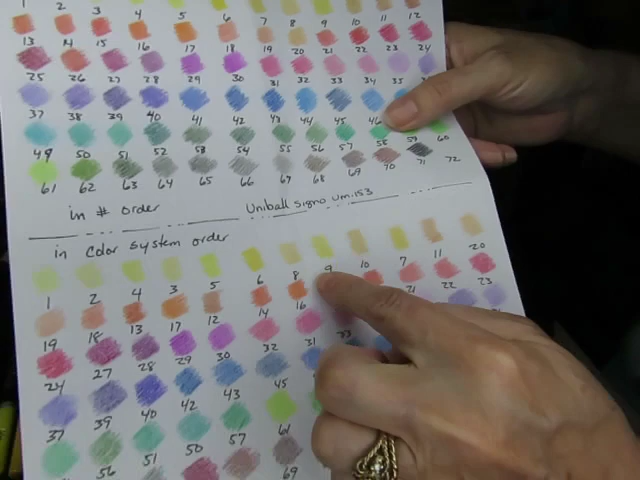 1 2 3 4 5 6 7 8 9 10 11 12
13 14 15 16 17 18 19 20 21 22 23 24
25 26 27 28 29 30 31 32 33 34 35
37 38 39 40 41 42 43 44 45 46
49 50 51 52 53 54 55 56 57 58 59 60
61 62 63 64 65 66 67 68 69 70 71 72
in # order
Uniball Signo um.153
in color system order
1 2 4 3 5 6 8 9 10 7 11 20
19 18 13 17 12 14 16 21 22 23
24 27 28 29 30 32 31 33
37 39 40 42 43 45
56 51 50 57 61 69